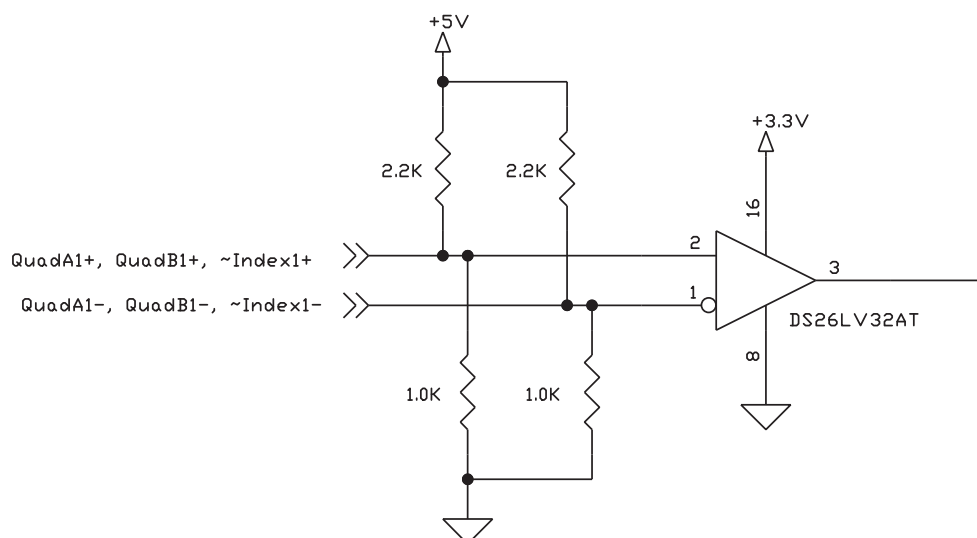 +5V
+3.3V
2.2K
2.2K
16
QuadA1+, QuadB1+, ~Index1+
2
QuadA1-, QuadB1-, ~Index1-
1
3
DS26LV32AT
8
1.0K
1.0K